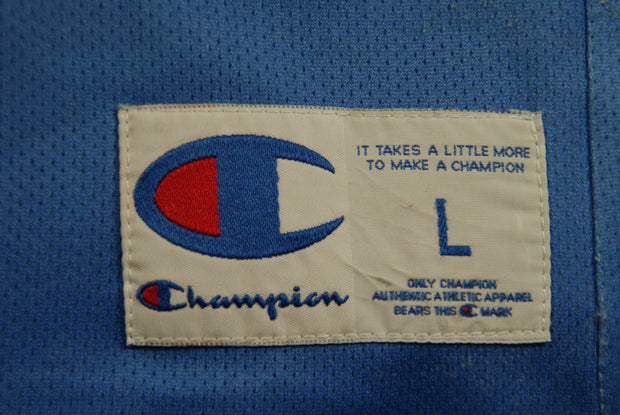 Champion
IT TAKES A LITTLE MORE
TO MAKE A CHAMPION
L
ONLY CHAMPION
AUTHENTIC ATHLETIC APPAREL
BEARS THIS C MARK